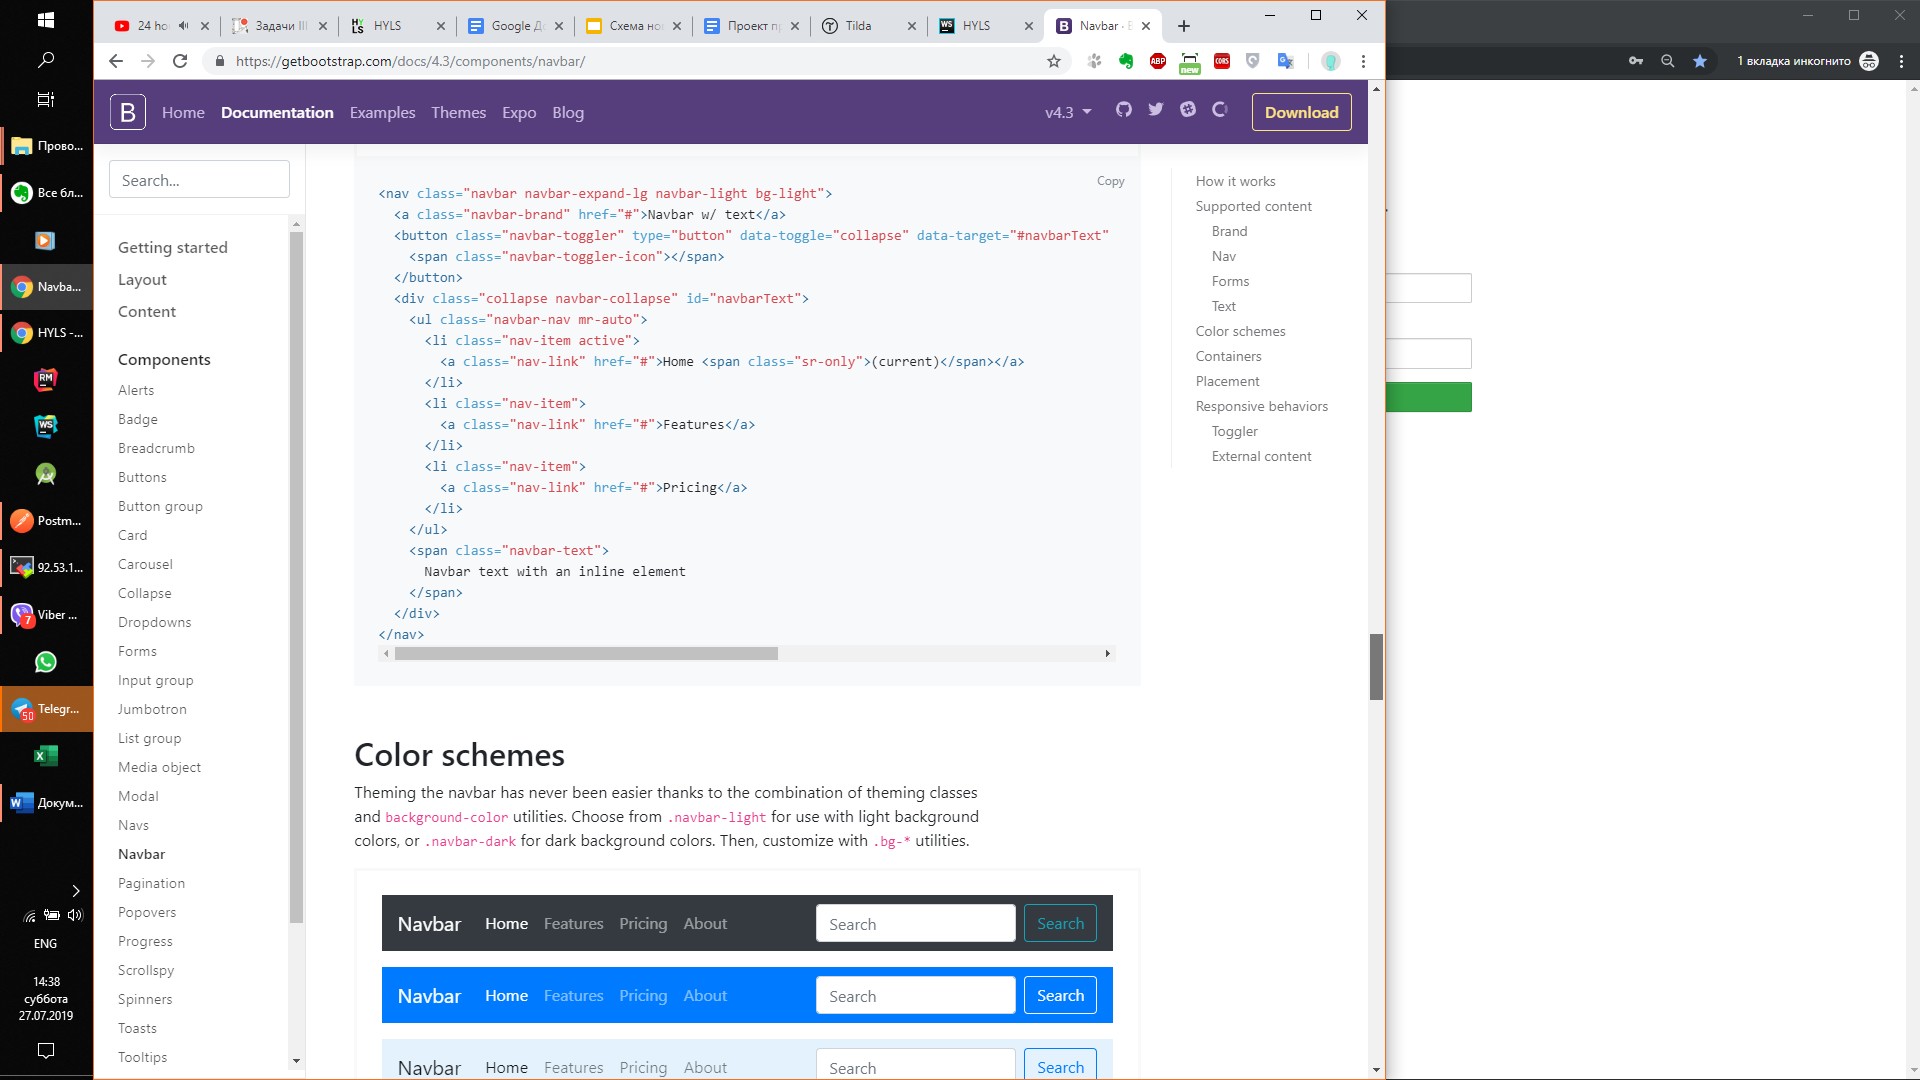 24 ho
Задачи III
HYLS
Google До
Схема нов
Проект пр
Tilda
HYLS
Navbar · B
https://getbootstrap.com/docs/4.3/components/navbar/
ABP
new
CORS
1 вкладка инкогнито
Прово...
Все бл...
Navba...
HYLS -...
RM
WS
Postm...
92.53.1...
7
Viber ...
50
Telegr...
Докум...
ENG
14:38
суббота
27.07.2019
B
Home
Documentation
Examples
Themes
Expo
Blog
v4.3
Download
Search...
Getting started
Layout
Content
Components
Alerts
Badge
Breadcrumb
Buttons
Button group
Card
Carousel
Collapse
Dropdowns
Forms
Input group
Jumbotron
List group
Media object
Modal
Navs
Navbar
Pagination
Popovers
Progress
Scrollspy
Spinners
Toasts
Tooltips
Copy
<nav class="navbar navbar-expand-lg navbar-light bg-light">
<a class="navbar-brand" href="#">Navbar w/ text</a>
<button class="navbar-toggler" type="button" data-toggle="collapse" data-target="#navbarText"
<span class="navbar-toggler-icon"></span>
</button>
<div class="collapse navbar-collapse" id="navbarText">
<ul class="navbar-nav mr-auto">
<li class="nav-item active">
<a class="nav-link" href="#">Home <span class="sr-only">(current)</span></a>
</li>
<li class="nav-item">
<a class="nav-link" href="#">Features</a>
</li>
<li class="nav-item">
<a class="nav-link" href="#">Pricing</a>
</li>
</ul>
<span class="navbar-text">
Navbar text with an inline element
</span>
</div>
</nav>
Color schemes
Theming the navbar has never been easier thanks to the combination of theming classes
and background-color utilities. Choose from .navbar-light for use with light background
colors, or .navbar-dark for dark background colors. Then, customize with .bg-* utilities.
Navbar Home Features Pricing About Search Search
Navbar Home Features Pricing About Search Search
Navbar Home Features Pricing About Search Search
How it works
Supported content
Brand
Nav
Forms
Text
Color schemes
Containers
Placement
Responsive behaviors
Toggler
External content